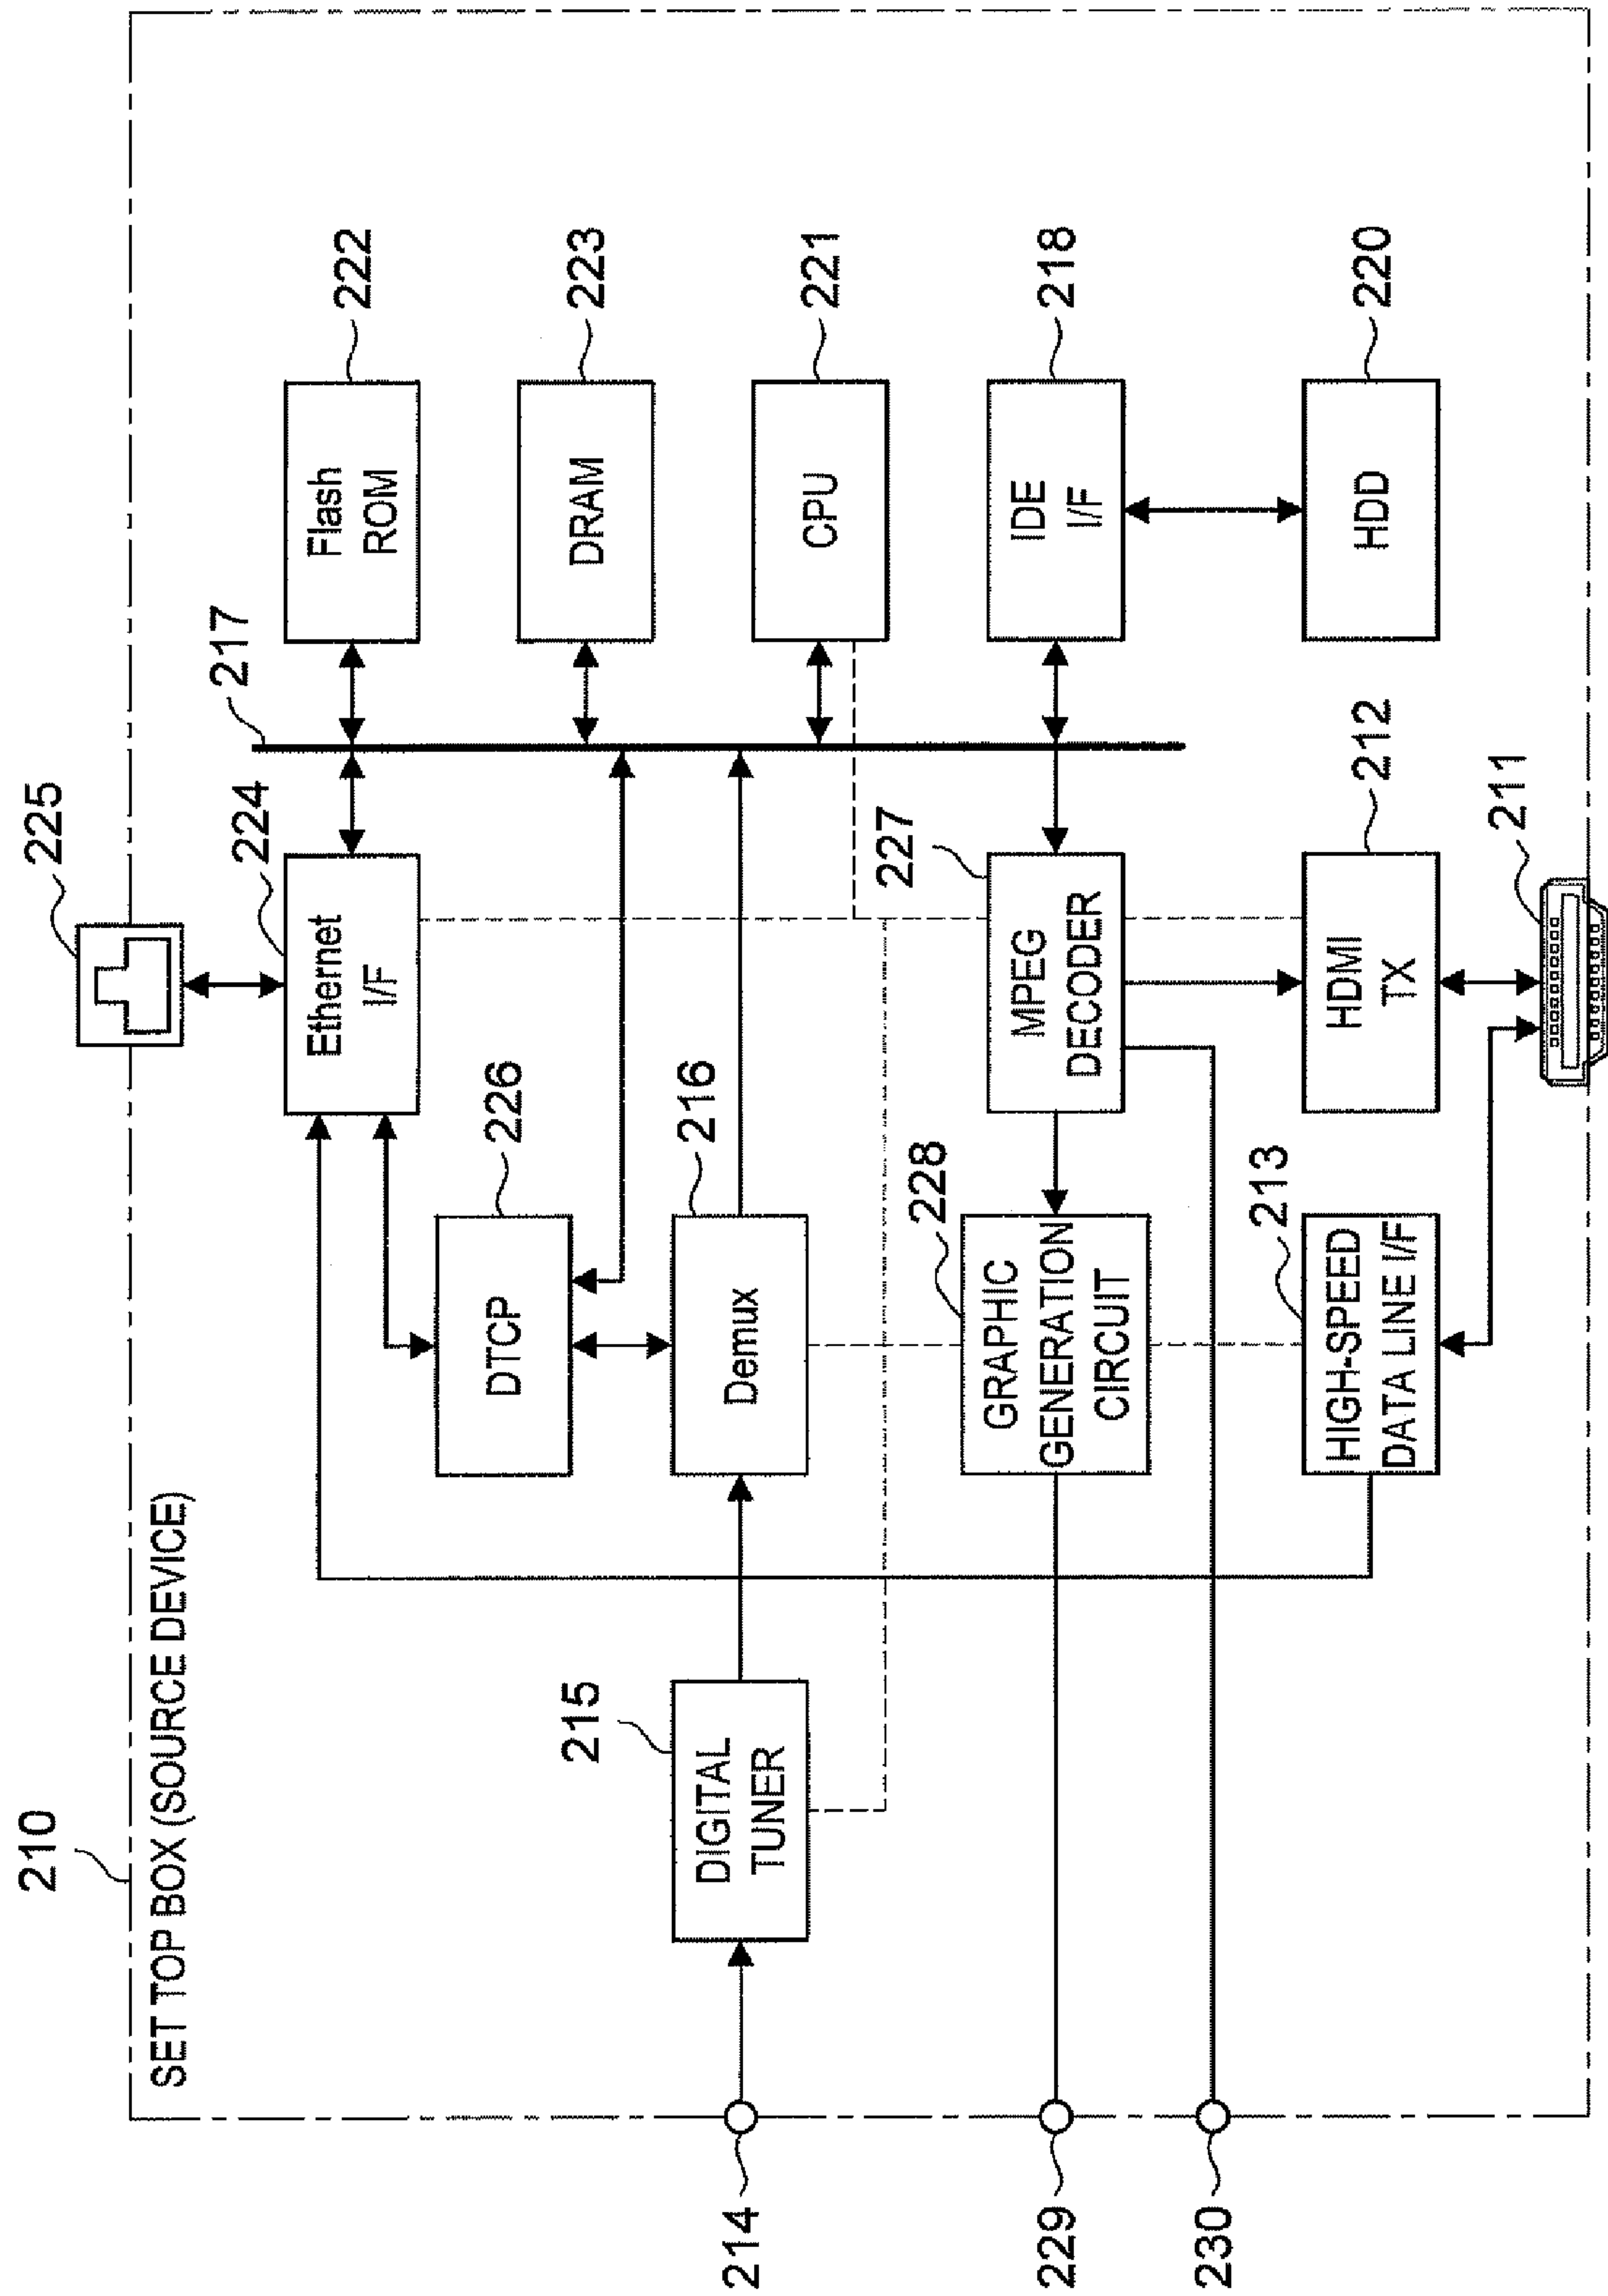 210
SET TOP BOX (SOURCE DEVICE)
225
224
Ethernet
I/F
217
222
Flash
ROM
226
DTCP
223
DRAM
214
215
DIGITAL
TUNER
216
Demux
221
CPU
229
228
GRAPHIC
GENERATION
CIRCUIT
227
MPEG
DECODER
218
IDE
I/F
230
213
HIGH-SPEED
DATA LINE I/F
212
HDMI
TX
220
HDD
211